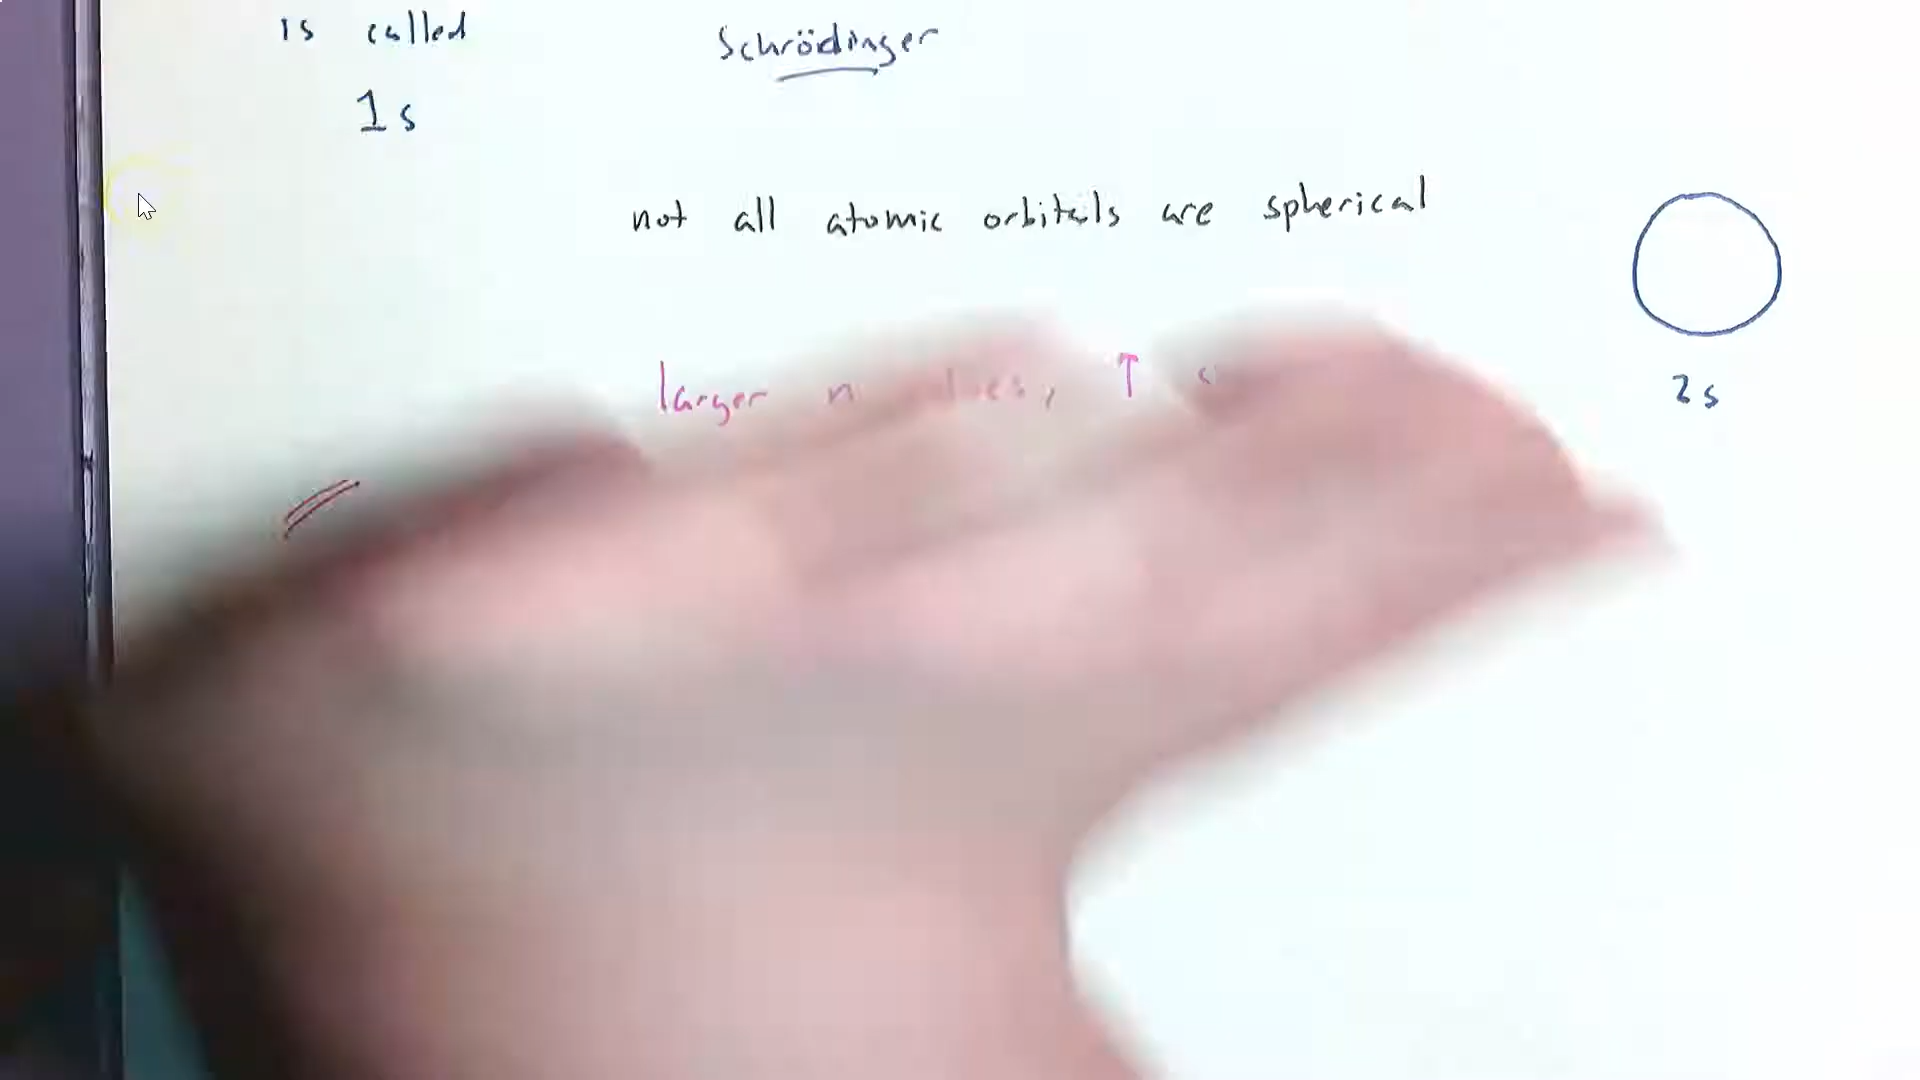 is called
Schrödinger
1s
not all atomic orbitals are spherical
larger n ↑
2s